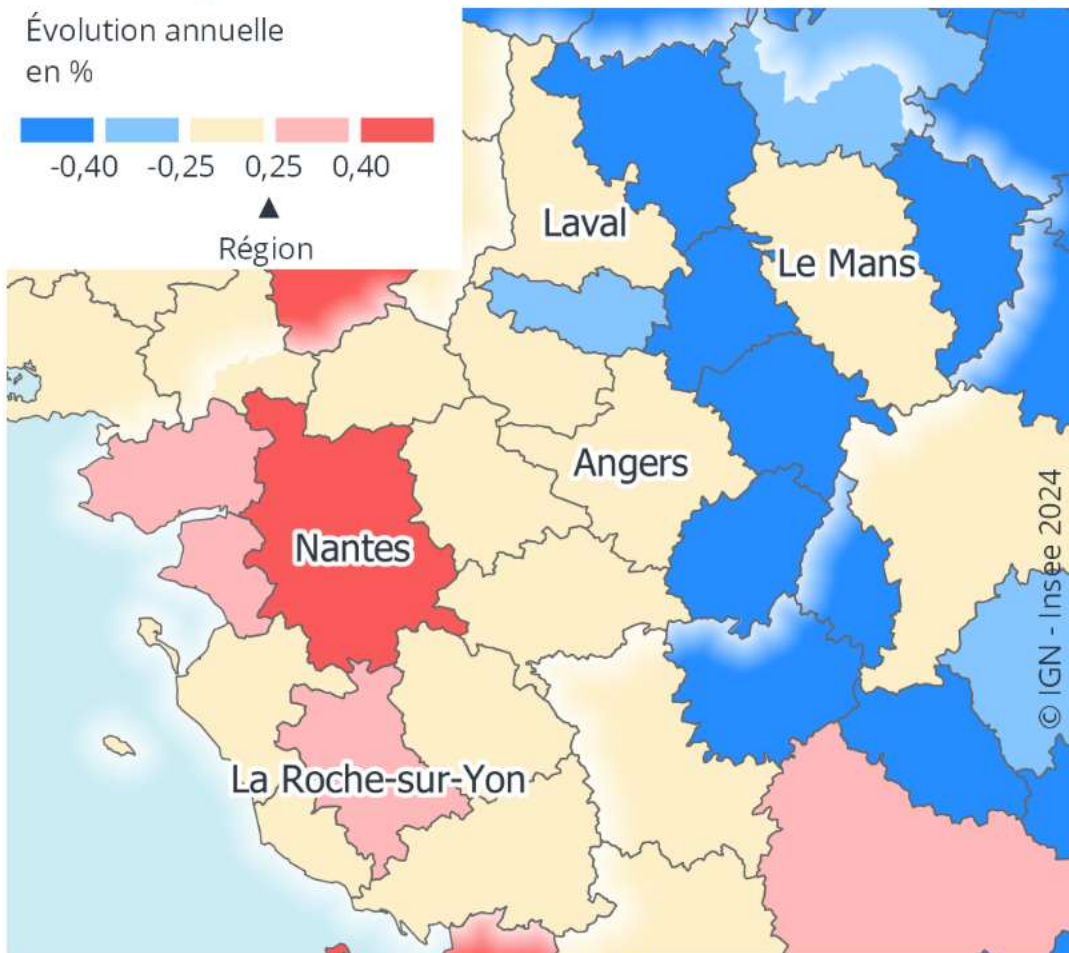 Évolution annuelle
en %
-0,40 -0,25 0,25 0,40
Région
Laval
Le Mans
Angers
Nantes
La Roche-sur-Yon
© IGN - Insee 2024